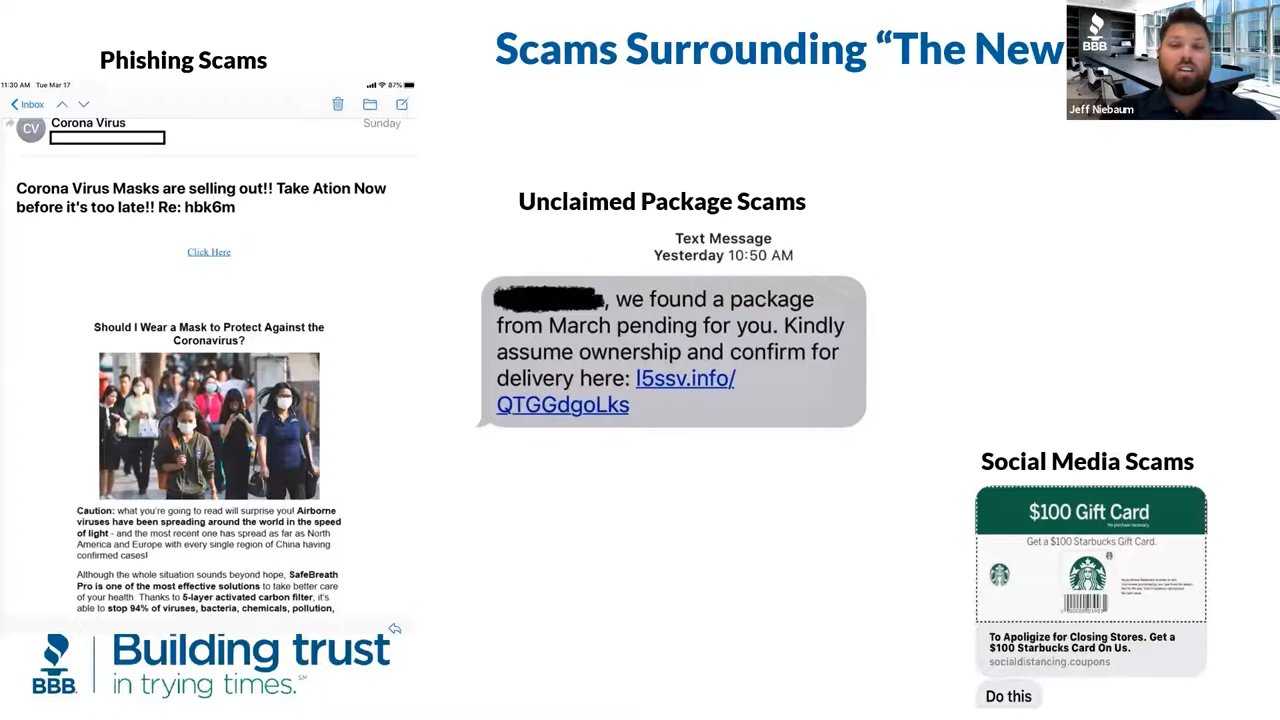 Scams Surrounding “The New
BBB
Jeff Niebaum
Phishing Scams
11:30 AM Tue Mar 17
87%
Inbox
CV
Corona Virus
Sunday
Corona Virus Masks are selling out!! Take Ation Now
before it's too late!! Re: hbk6m
Click Here
Should I Wear a Mask to Protect Against the
Coronavirus?
Caution: what you're going to read will surprise you! Airborne
viruses have been spreading around the world in the speed
of light - and the most recent one has spread as far as North
America and Europe with every single region of China having
confirmed cases!
Although the whole situation sounds beyond hope, SafeBreath
Pro is one of the most effective solutions to take better care
of your health. Thanks to 5-layer activated carbon filter, it's
able to stop 94% of viruses, bacteria, chemicals, pollution,
Unclaimed Package Scams
Text Message
Yesterday 10:50 AM
, we found a package
from March pending for you. Kindly
assume ownership and confirm for
delivery here: l5ssv.info/
QTGGdgoLks
Social Media Scams
$100 Gift Card
Get a $100 Starbucks Gift Card.
To Apoligize for Closing Stores. Get a
$100 Starbucks Card On Us.
socialdistancing.coupons
Do this
BBB
Building trust
in trying times.℠